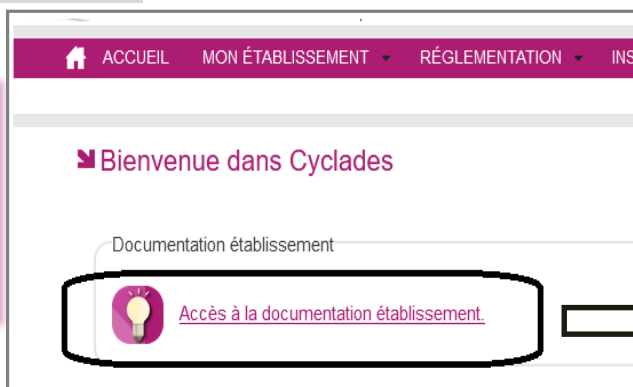 ACCUEIL MON ÉTABLISSEMENT RÉGLEMENTATION
Bienvenue dans Cyclades
Documentation établissement
Accès à la documentation établissement.